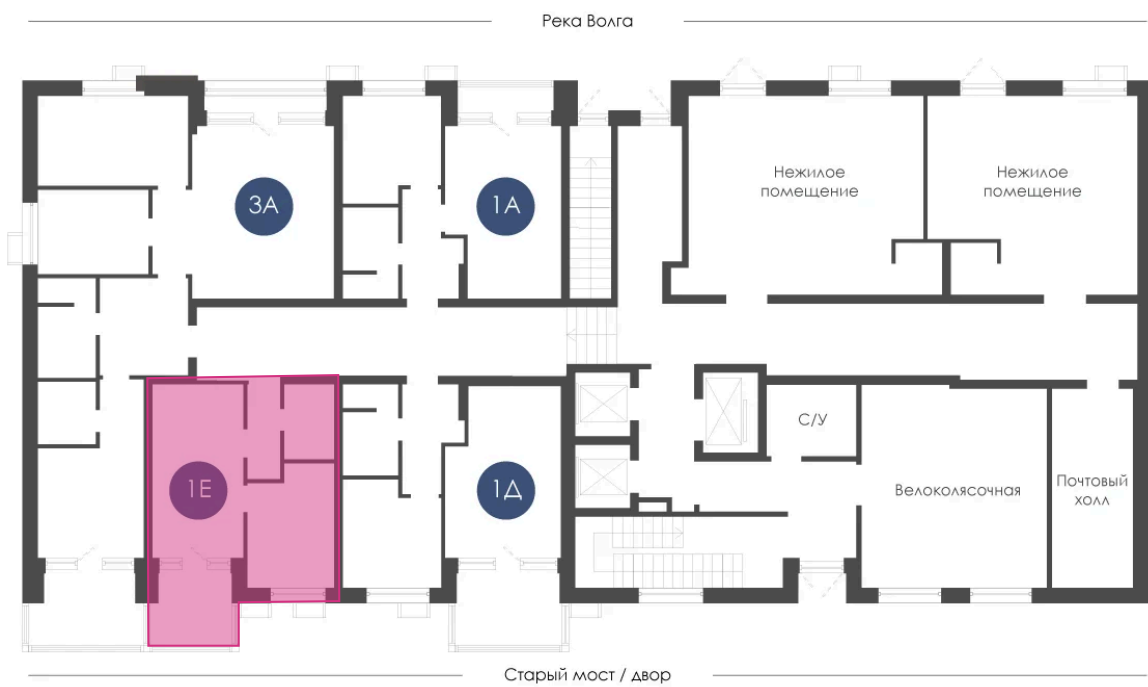 Река Волга
3А
1А
Нежилое
помещение
Нежилое
помещение
С/У
1Е
1Д
Велоколясочная
Почтовый
холл
Старый мост / двор